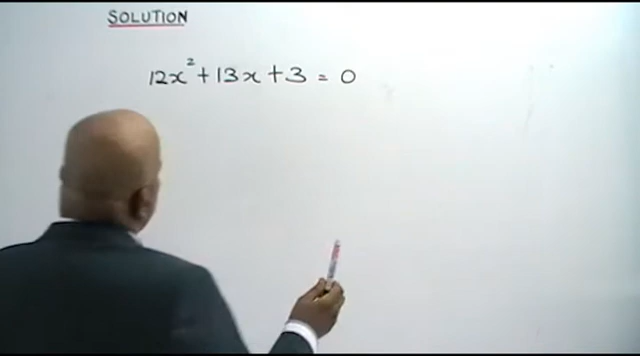 SOLUTION
12x² + 13x + 3 = 0